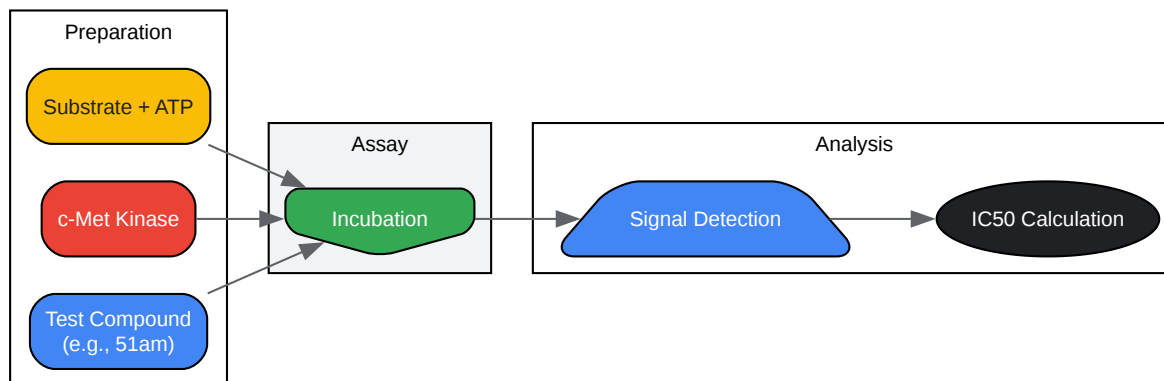 Preparation
Substrate + ATP
c-Met Kinase
Test Compound
(e.g., 51am)
Assay
Incubation
Analysis
Signal Detection
IC50 Calculation